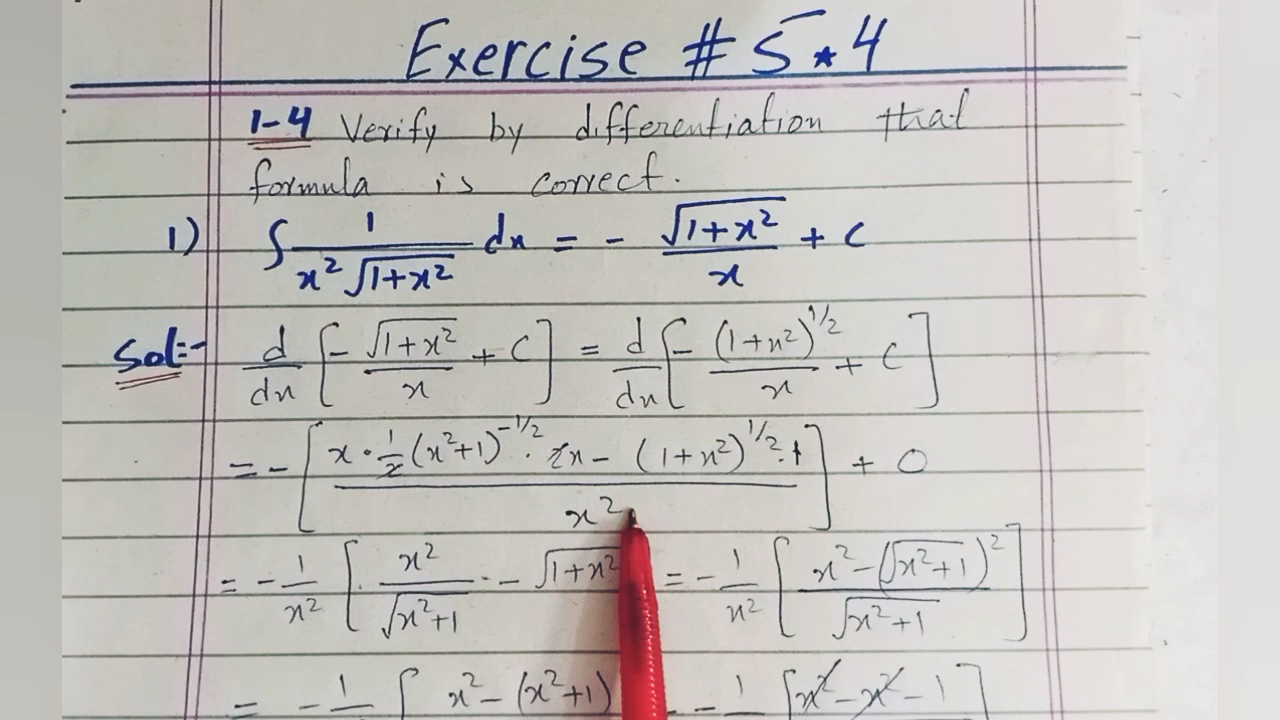 Exercise # 5.4
1-4 Verify by differentiation that
formula is correct.
1) ∫ 1/(x²√(1+x²)) dx = - √(1+x²)/x + C
Sol:- d/dx [- √(1+x²)/x + C] = d/dx [- (1+x²)^1/2 / x + C]
= - [(x · 1/2 (x²+1)^-1/2 · 2x - (1+x²)^1/2 · 1) / x²] + 0
= - 1/x² [x²/√(x²+1) - √(1+x²) = - 1/x² [(x² - (√(x²+1))²) / √(x²+1)]
= - 1 [x² - (x²+1) - 1 [x² - x² - 1]